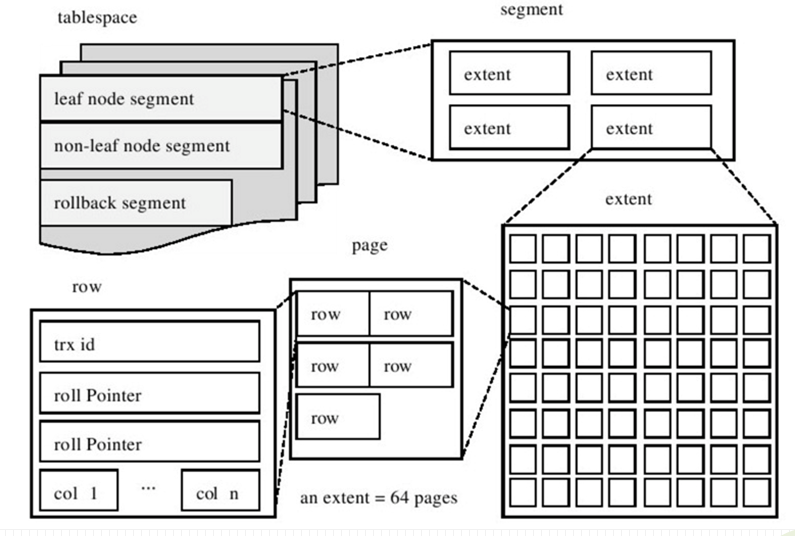 tablespace
leaf node segment
non-leaf node segment
rollback segment
segment
extent extent
extent extent
extent
page
row row
row row
row
an extent = 64 pages
row
trx id
roll Pointer
roll Pointer
col 1 ... col n